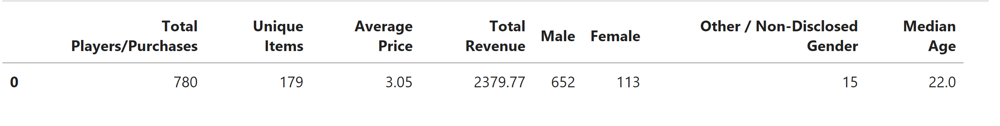 Total Players/Purchases Unique Items Average Price Total Revenue Male Female Other / Non-Disclosed Gender Median Age
0 780 179 3.05 2379.77 652 113 15 22.0